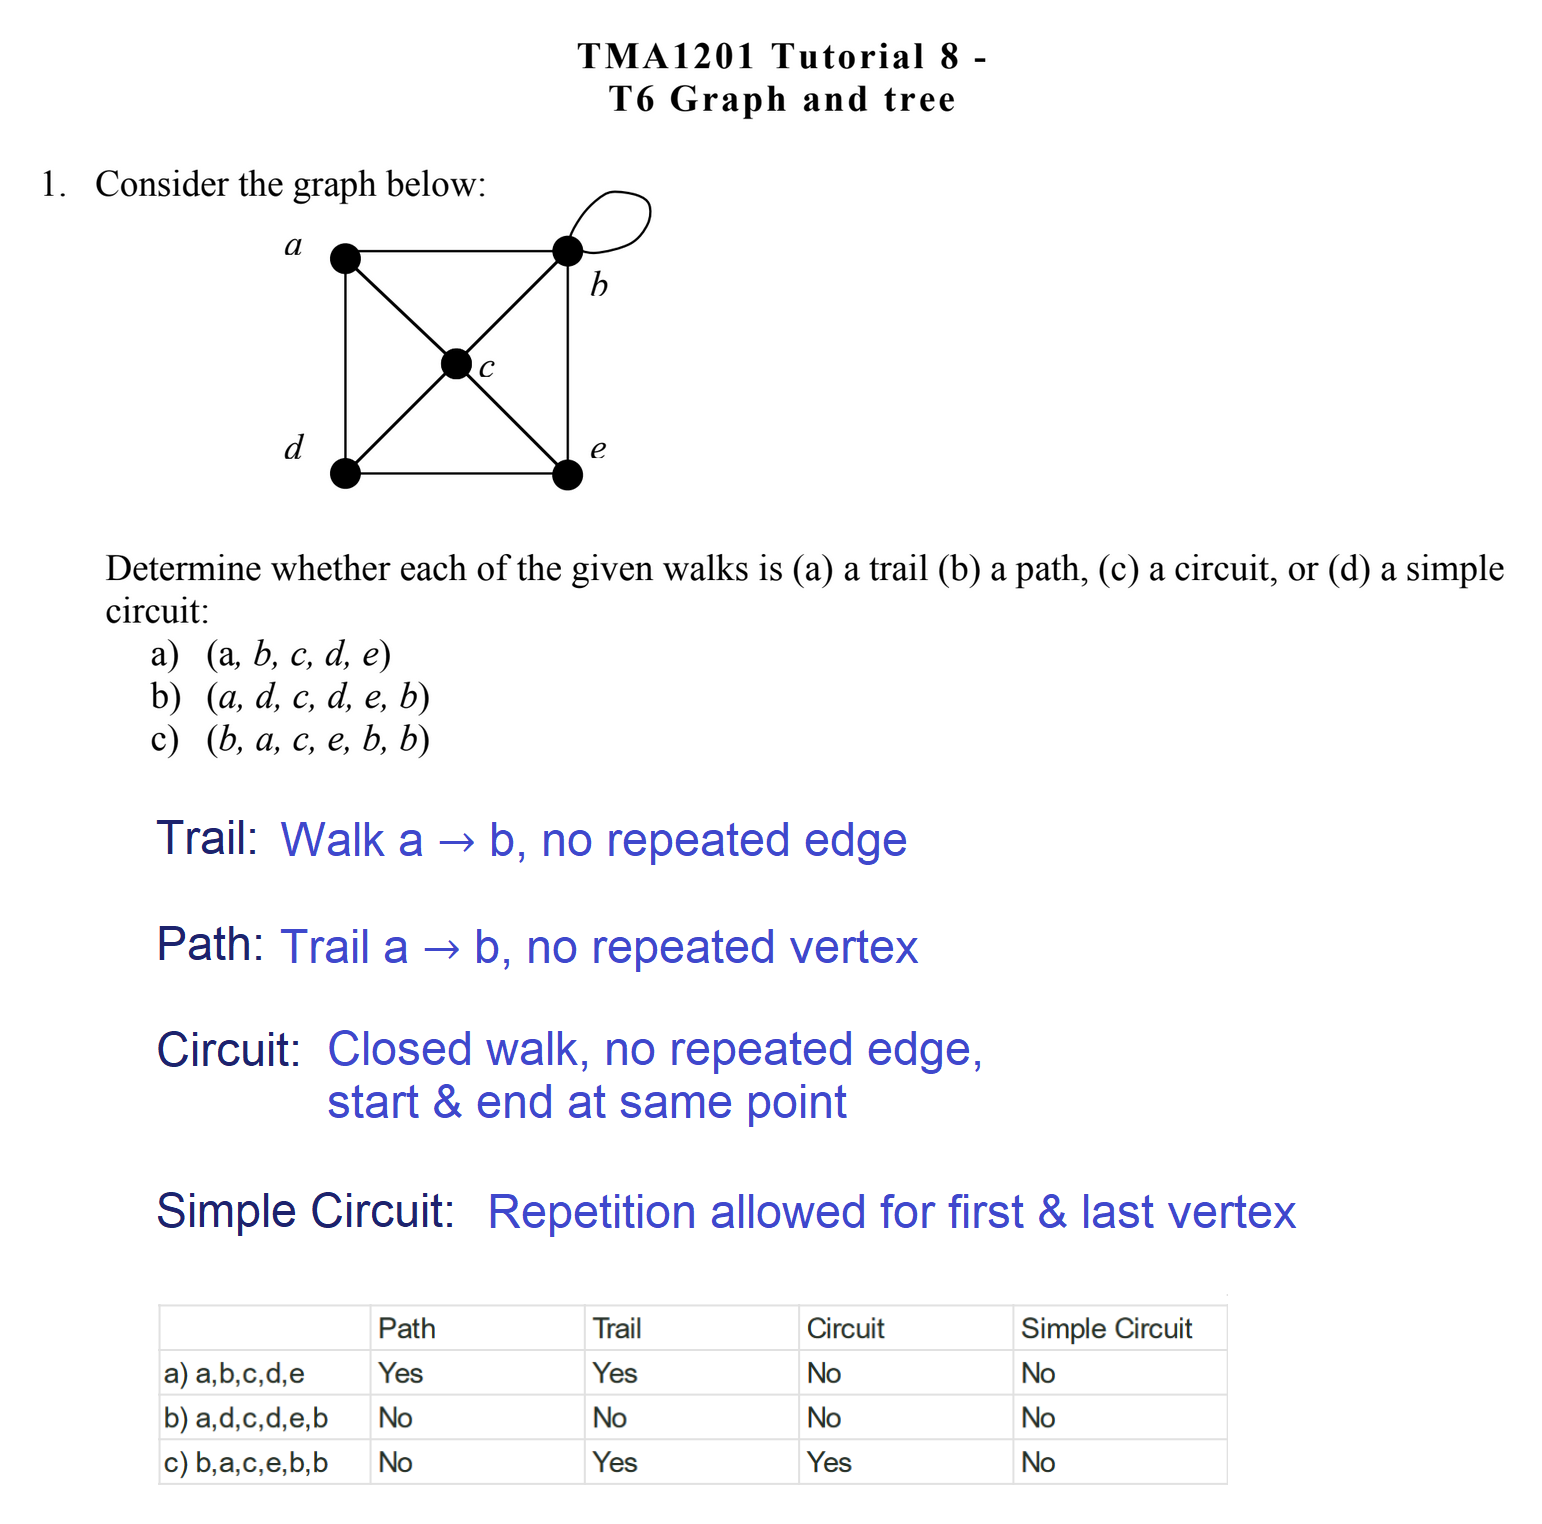 TMA1201 Tutorial 8 -
T6 Graph and tree
1. Consider the graph below:
a
b
c
d
e
Determine whether each of the given walks is (a) a trail (b) a path, (c) a circuit, or (d) a simple
circuit:
a) (a, b, c, d, e)
b) (a, d, c, d, e, b)
c) (b, a, c, e, b, b)
Trail: Walk a → b, no repeated edge
Path: Trail a → b, no repeated vertex
Circuit: Closed walk, no repeated edge,
start & end at same point
Simple Circuit: Repetition allowed for first & last vertex
Path Trail Circuit Simple Circuit
a) a,b,c,d,e Yes Yes No No
b) a,d,c,d,e,b No No No No
c) b,a,c,e,b,b No Yes Yes No